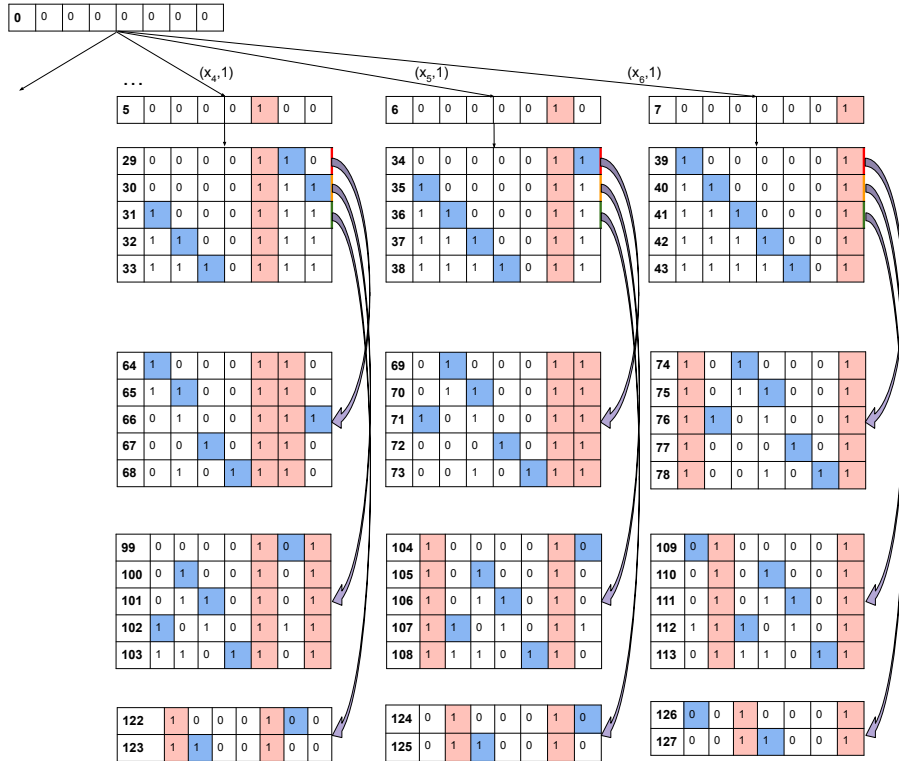 0 0 0 0 0 0 0 0
(x4,1) (x5,1) (x6,1)
...
5 0 0 0 0 1 0 0
6 0 0 0 0 0 1 0
7 0 0 0 0 0 0 1
29 0 0 0 0 1 1 0
30 0 0 0 0 1 1 1
31 1 0 0 0 1 1 1
32 1 1 0 0 1 1 1
33 1 1 1 0 1 1 1
34 0 0 0 0 0 1 1
35 1 0 0 0 0 1 1
36 1 1 0 0 0 1 1
37 1 1 1 0 0 1 1
38 1 1 1 1 0 1 1
39 1 0 0 0 0 0 1
40 1 1 0 0 0 0 1
41 1 1 1 0 0 0 1
42 1 1 1 1 0 0 1
43 1 1 1 1 1 0 1
64 1 0 0 0 1 1 0
65 1 1 0 0 1 1 0
66 0 1 0 0 1 1 1
67 0 0 1 0 1 1 0
68 0 1 0 1 1 1 0
69 0 1 0 0 0 1 1
70 0 1 1 0 0 1 1
71 1 0 1 0 0 1 1
72 0 0 0 1 0 1 1
73 0 0 1 0 1 1 1
74 1 0 1 0 0 0 1
75 1 0 1 1 0 0 1
76 1 1 0 1 0 0 1
77 1 0 0 0 1 0 1
78 1 0 0 1 0 1 1
99 0 0 0 0 1 0 1
100 0 1 0 0 1 0 1
101 0 1 1 0 1 0 1
102 1 0 1 0 1 1 1
103 1 1 0 1 1 0 1
104 1 0 0 0 0 1 0
105 1 0 1 0 0 1 0
106 1 0 1 1 0 1 0
107 1 1 0 1 0 1 1
108 1 1 1 0 1 1 0
109 0 1 0 0 0 0 1
110 0 1 0 1 0 0 1
111 0 1 0 1 1 0 1
112 1 1 1 0 1 0 1
113 0 1 1 1 0 1 1
122 1 0 0 0 1 0 0
123 1 1 0 0 1 0 0
124 0 1 0 0 0 1 0
125 0 1 1 0 0 1 0
126 0 0 1 0 0 0 1
127 0 0 1 1 0 0 1